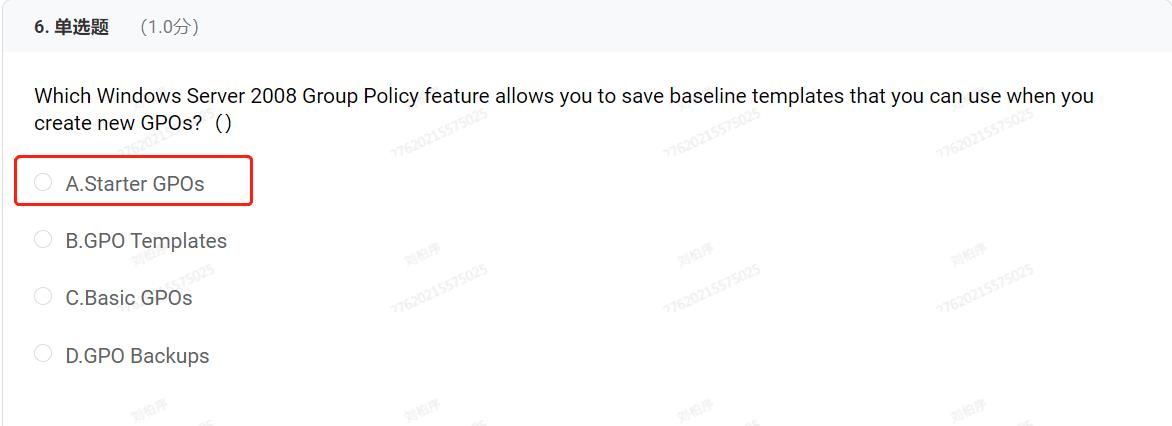 6. 单选题 （1.0分）
Which Windows Server 2008 Group Policy feature allows you to save baseline templates that you can use when you
create new GPOs?（）
A.Starter GPOs
B.GPO Templates
C.Basic GPOs
D.GPO Backups